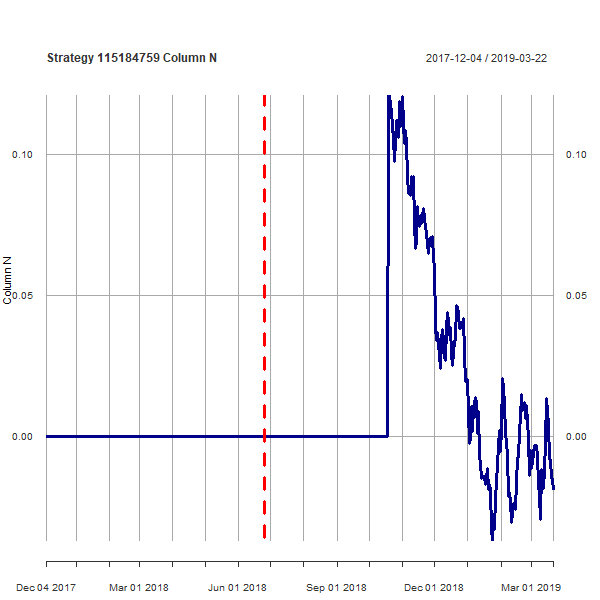 Strategy 115184759 Column N
2017-12-04 / 2019-03-22
0.10
0.10
Column N
0.05
0.05
0.00
0.00
Dec 04 2017
Mar 01 2018
Jun 01 2018
Sep 01 2018
Dec 01 2018
Mar 01 2019